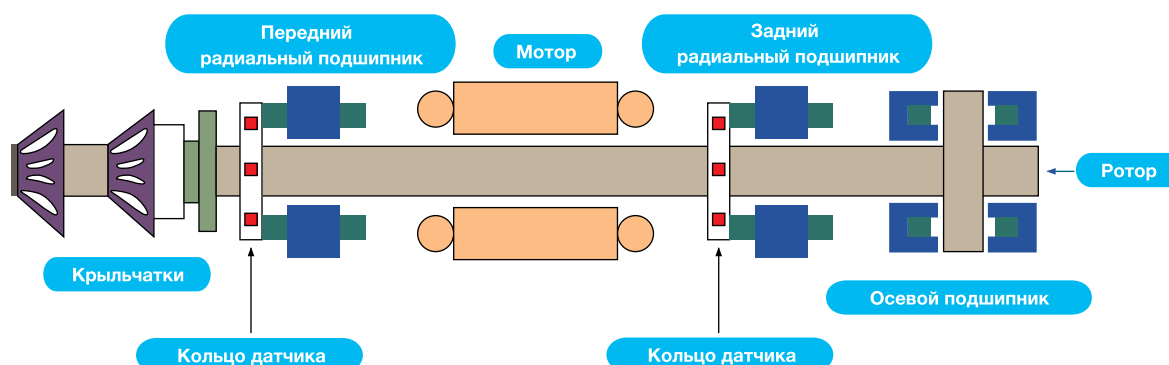 Передний
радиальный подшипник
Мотор
Задний
радиальный подшипник
Ротор
Крыльчатки
Осевой подшипник
Кольцо датчика
Кольцо датчика